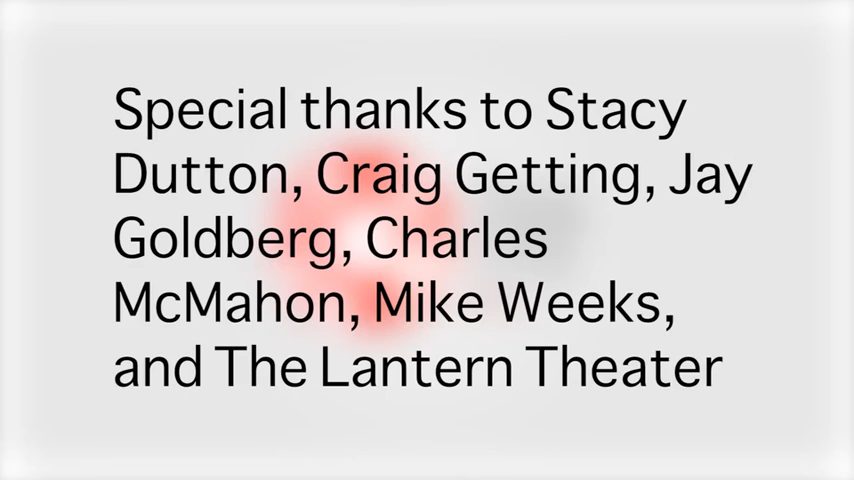 Special thanks to Stacy
Dutton, Craig Getting, Jay
Goldberg, Charles
McMahon, Mike Weeks,
and The Lantern Theater